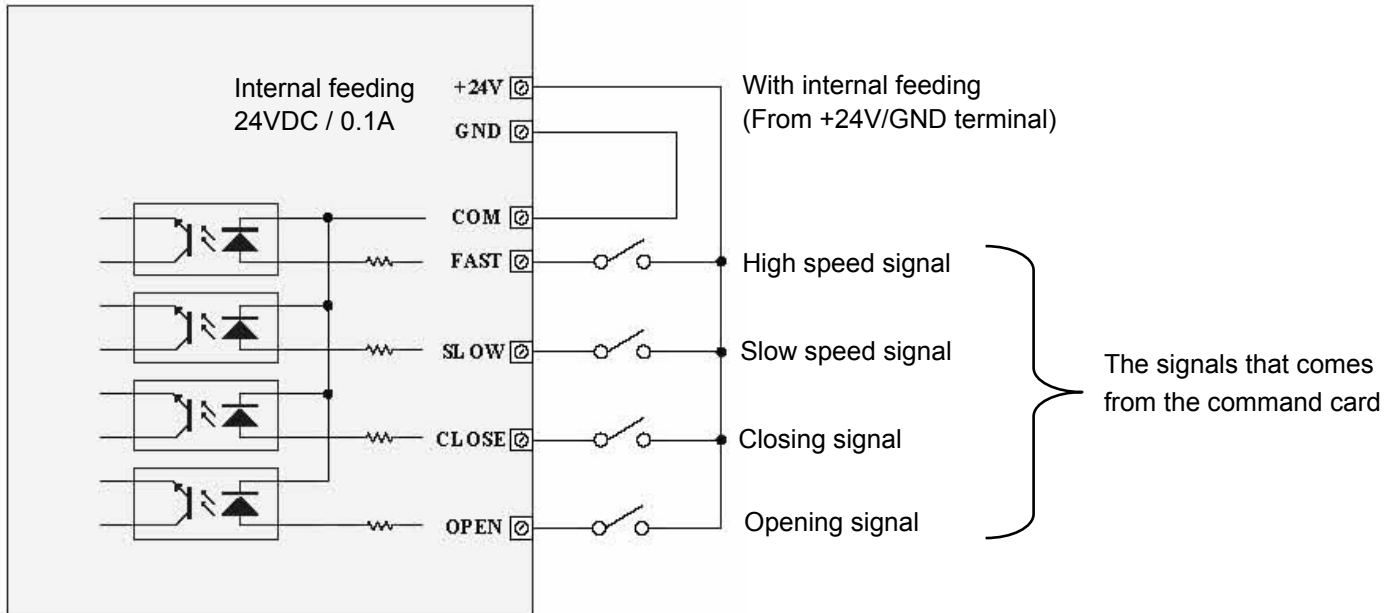 Internal feeding
24VDC / 0.1A
+24V
GND
COM
FAST
SLOW
CLOSE
OPEN
With internal feeding
(From +24V/GND terminal)
High speed signal
Slow speed signal
Closing signal
Opening signal
The signals that comes
from the command card